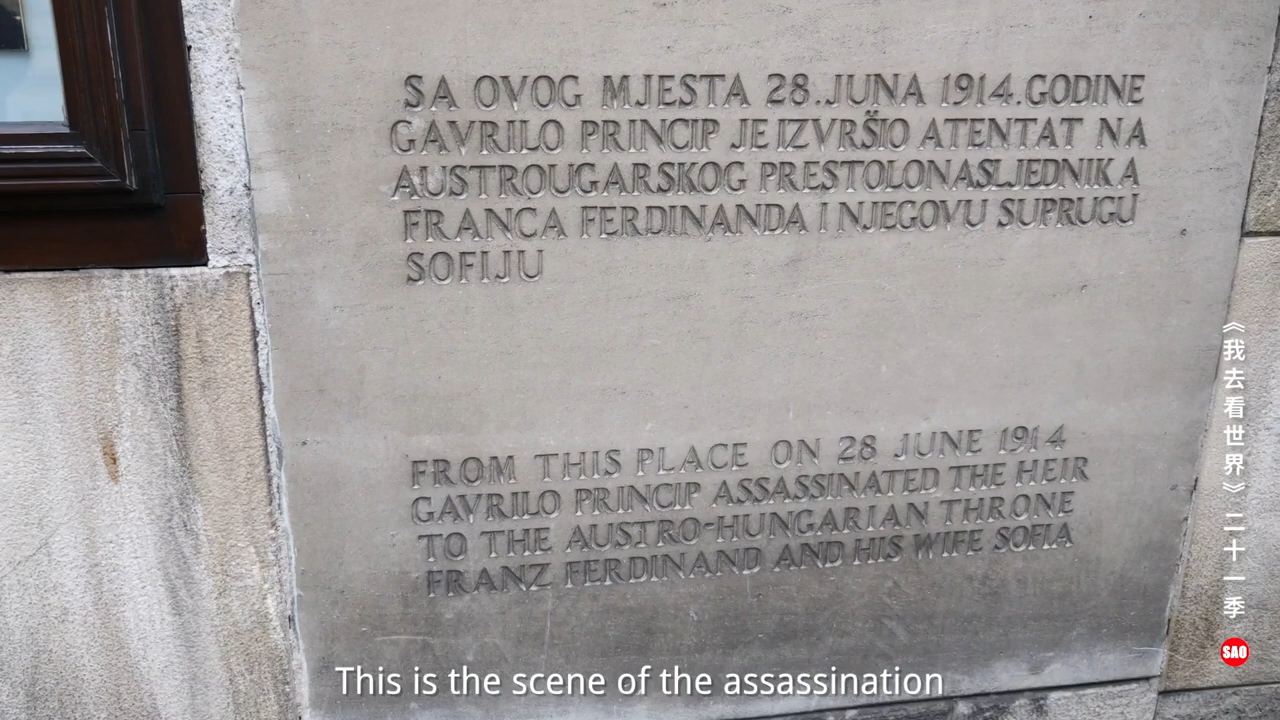 SA OVOG MJESTA 28.JUNA 1914.GODINE
GAVRILO PRINCIP JE IZVRŠIO ATENTAT NA
AUSTROUGARSKOG PRESTOLONASLJEDNIKA
FRANCA FERDINANDA I NJEGOVU SUPRUGU
SOFIJU
FROM THIS PLACE ON 28 JUNE 1914
GAVRILO PRINCIP ASSASSINATED THE HEIR
TO THE AUSTRO-HUNGARIAN THRONE
FRANZ FERDINAND AND HIS WIFE SOFIA
《我去看世界》二十一季
SAO
This is the scene of the assassination